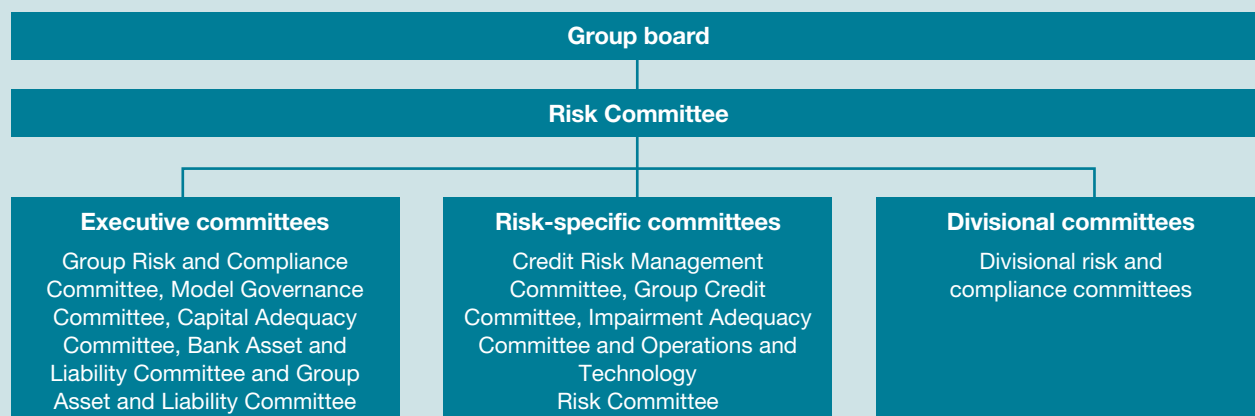 Group board
Risk Committee
Executive committees
Group Risk and Compliance
Committee, Model Governance
Committee, Capital Adequacy
Committee, Bank Asset and
Liability Committee and Group
Asset and Liability Committee
Risk-specific committees
Credit Risk Management
Committee, Group Credit
Committee, Impairment Adequacy
Committee and Operations and
Technology
Risk Committee
Divisional committees
Divisional risk and
compliance committees